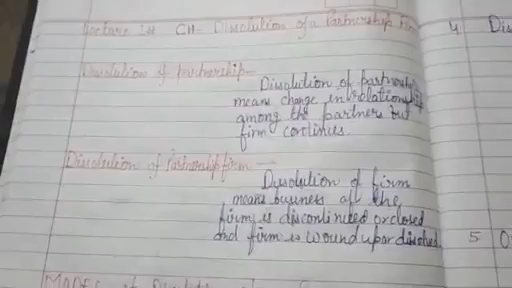 Lecture 1st CH- Dissolution of a Partnership Firm
Dissolution of partnership-
Dissolution of partnership
means change in relationship
among the partners but
firm continues.
Dissolution of Partnership firm -
Dissolution of firm
means business of the
firm is discontinued or closed
and firm is wound up or dissolved
4 Dis
5